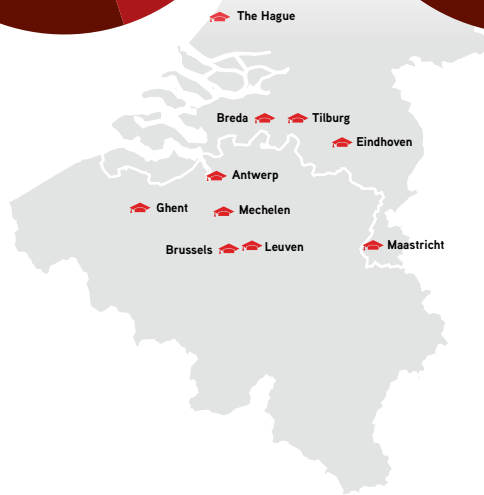 The Hague
Breda
Tilburg
Eindhoven
Antwerp
Ghent
Mechelen
Brussels
Leuven
Maastricht